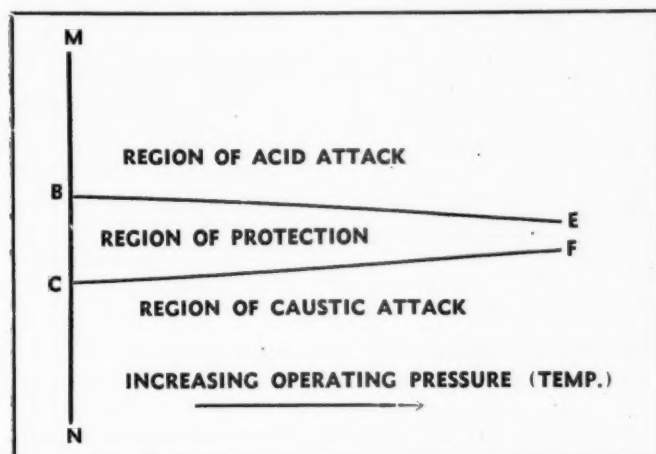 M
REGION OF ACID ATTACK
B
E
REGION OF PROTECTION
F
C
REGION OF CAUSTIC ATTACK
INCREASING OPERATING PRESSURE (TEMP.)
N